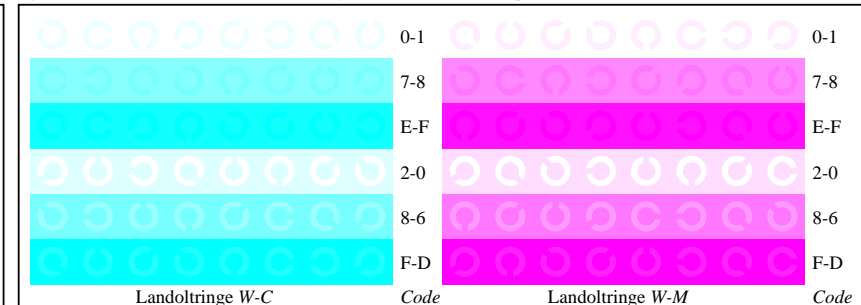 0-1 0-1
7-8 7-8
E-F E-F
2-0 2-0
8-6 8-6
F-D F-D
Landoltringe W-C Code Landoltringe W-M Code